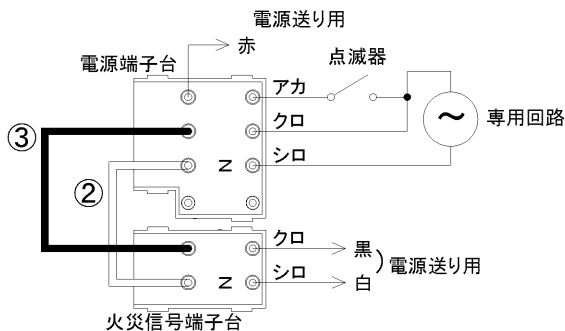 電源送り用
赤
電源端子台
点滅器
アカ
クロ
シロ
専用回路
③
②
N
クロ
黒
シロ
白
電源送り用
N
火災信号端子台